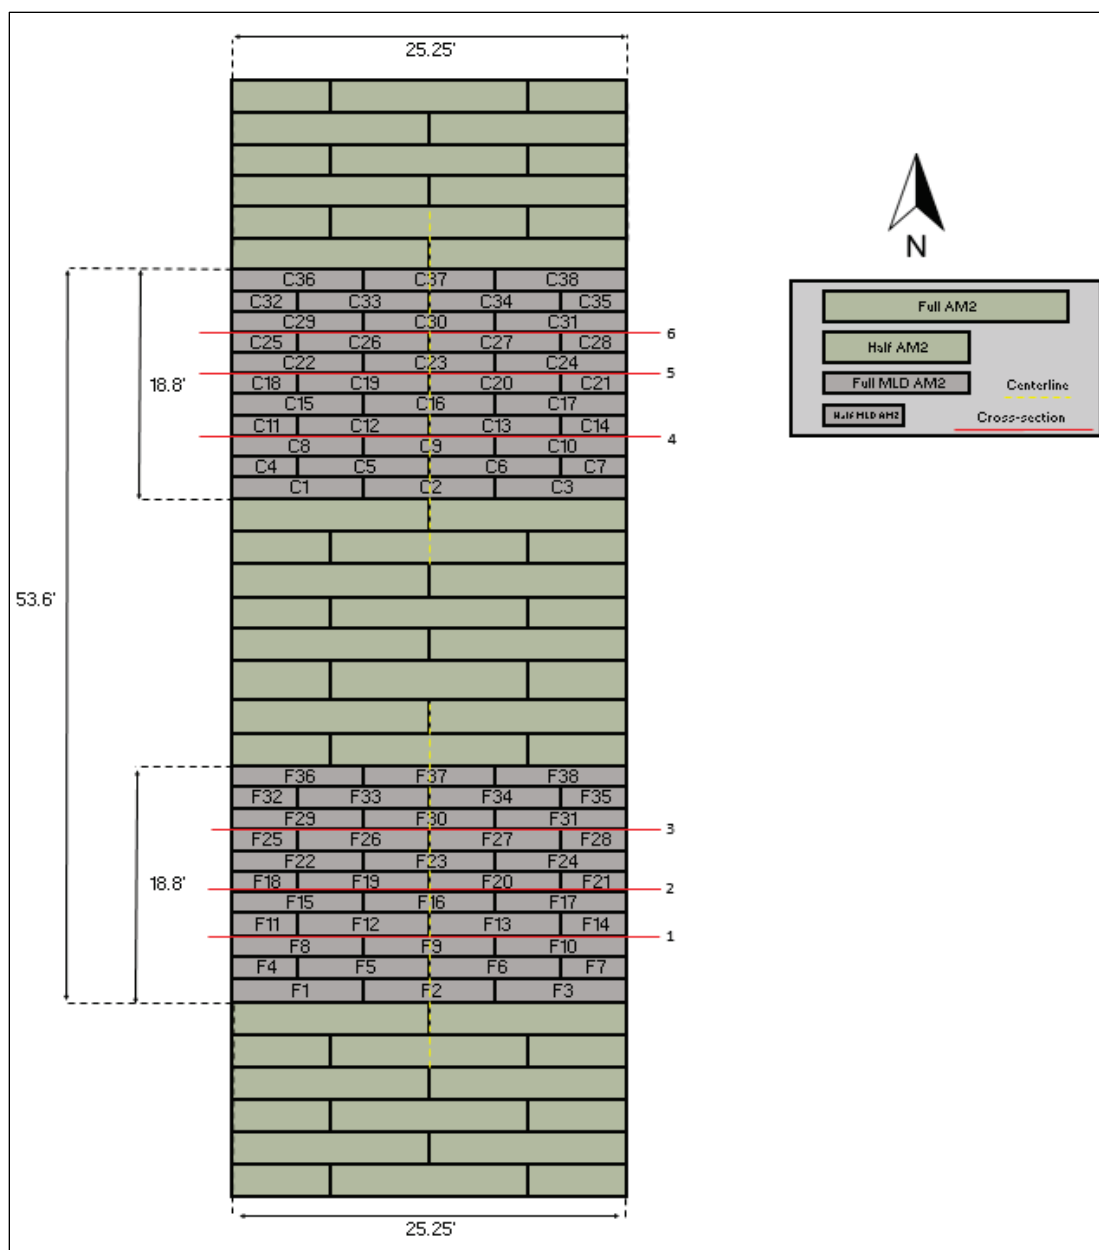 25.25'
N
Full AM2
Half AM2
Full MLD AM2
Half MLD AM2
Centerline
Cross-section
C36 C37 C38
C32 C33 C34 C35
C29 C30 C31
6
C25 C26 C27 C28
C22 C23 C24
5
18.8'
C18 C19 C20 C21
C15 C16 C17
C11 C12 C13 C14
4
C8 C9 C10
C4 C5 C6 C7
C1 C2 C3
53.6'
F36 F37 F38
F32 F33 F34 F35
F29 F30 F31
3
F25 F26 F27 F28
F22 F23 F24
18.8'
F18 F19 F20 F21
2
F15 F16 F17
F11 F12 F13 F14
1
F8 F9 F10
F4 F5 F6 F7
F1 F2 F3
25.25'